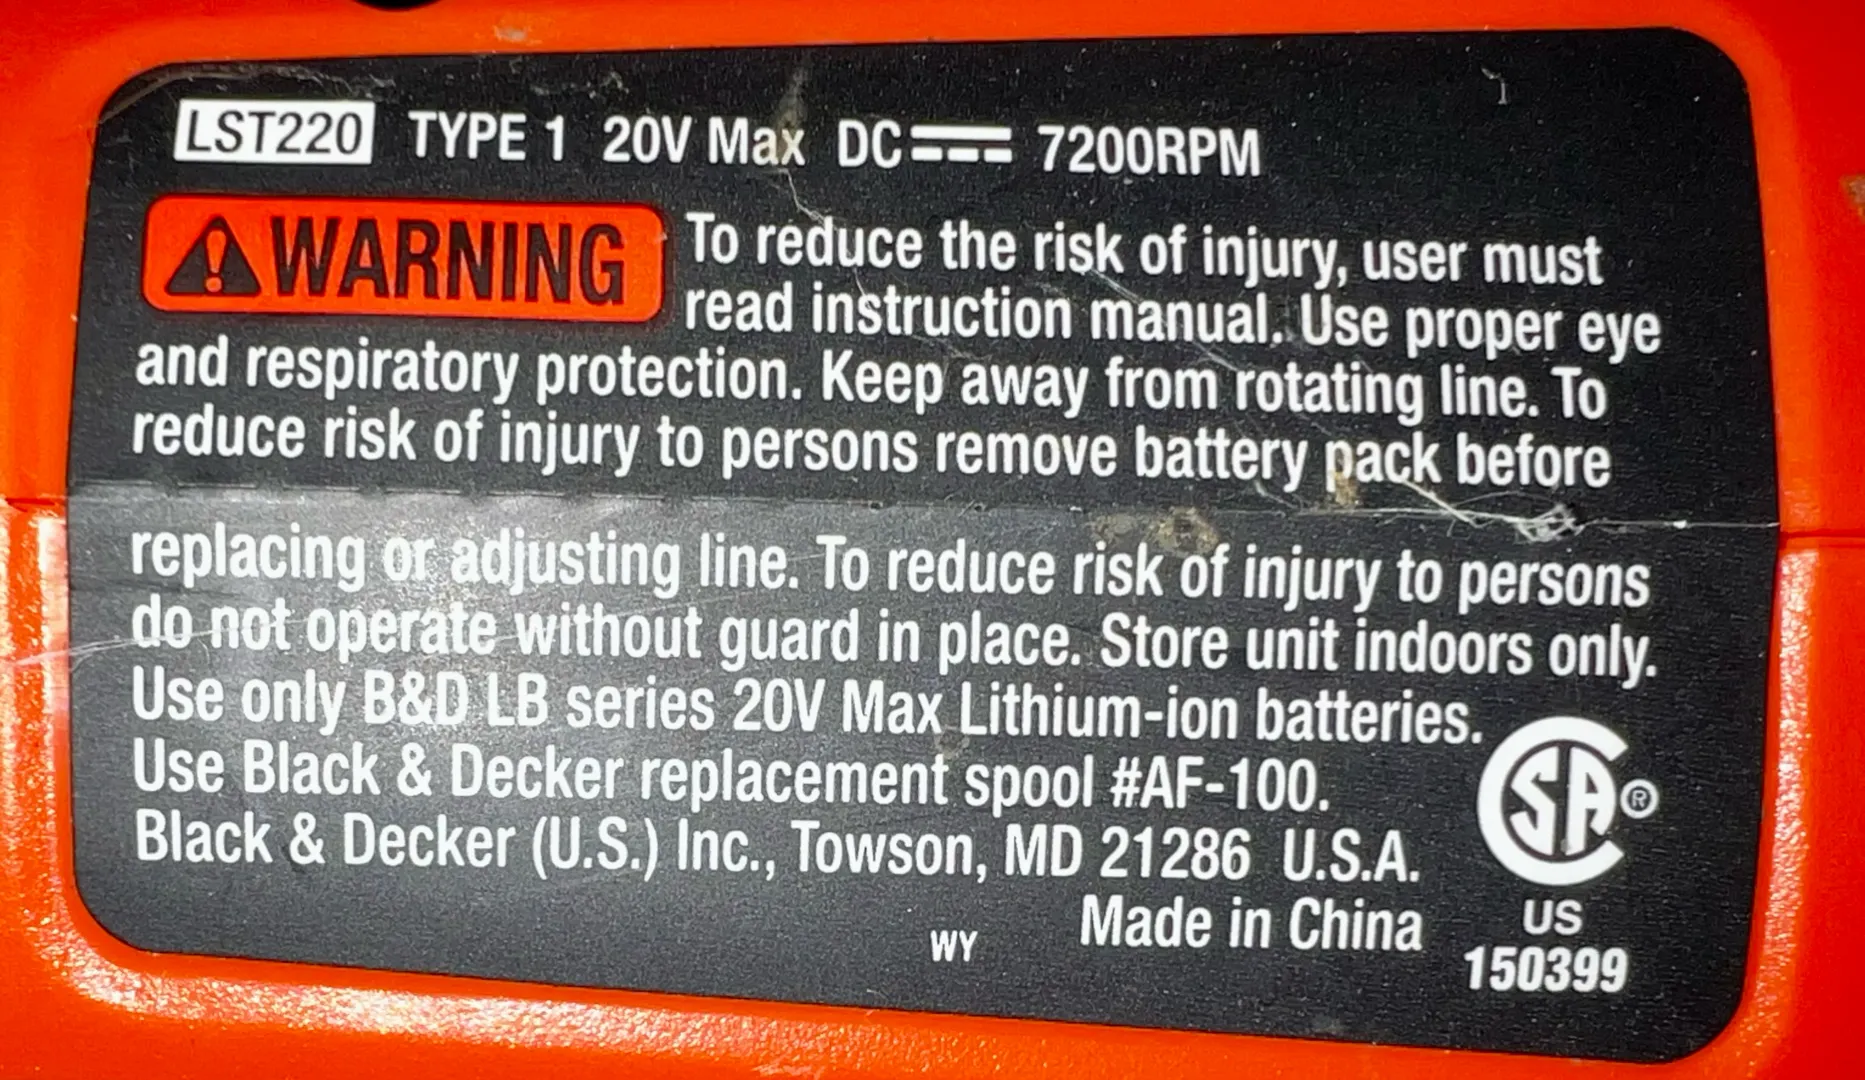 LST220 TYPE 1 20V Max DC 7200RPM
WARNING To reduce the risk of injury, user must
read instruction manual. Use proper eye
and respiratory protection. Keep away from rotating line. To
reduce risk of injury to persons remove battery pack before
replacing or adjusting line. To reduce risk of injury to persons
do not operate without guard in place. Store unit indoors only.
Use only B&D LB series 20V Max Lithium-ion batteries.
Use Black & Decker replacement spool #AF-100.
Black & Decker (U.S.) Inc., Towson, MD 21286 U.S.A.
WY Made in China
SA ®
US
150399